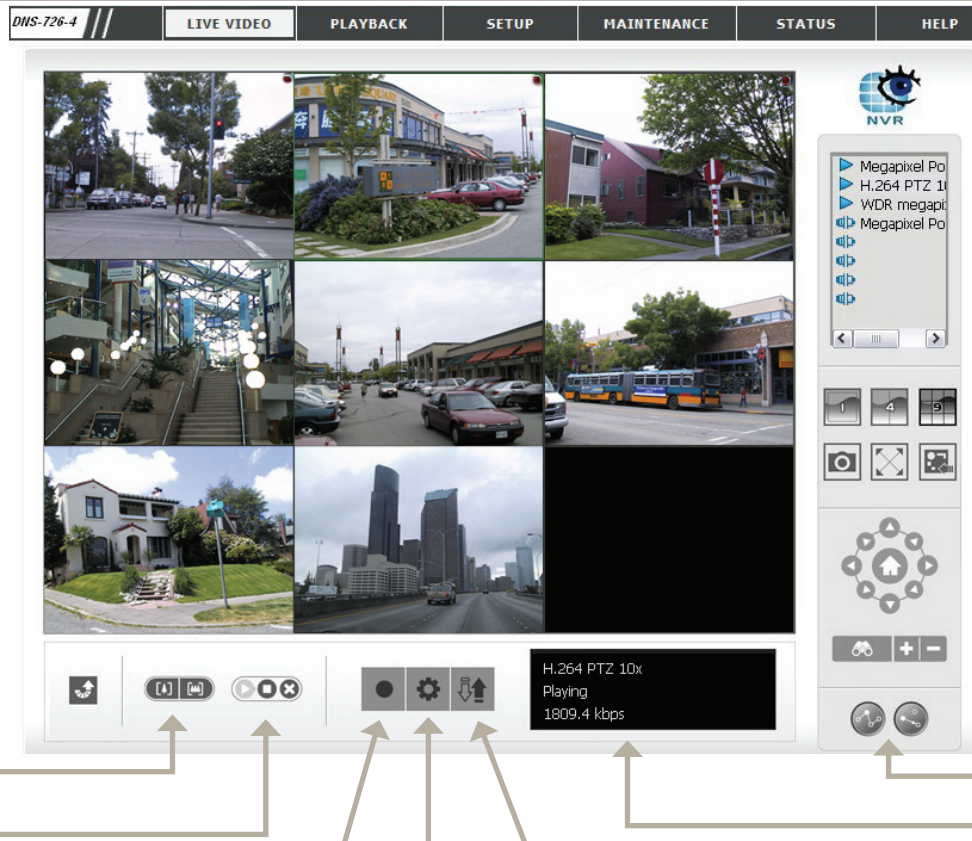 DNS-726-4
LIVE VIDEO
PLAYBACK
SETUP
MAINTENANCE
STATUS
HELP
NVR
Megapixel Po
H.264 PTZ 1
WDR megapi
Megapixel Po
1
4
9
H.264 PTZ 10x
Playing
1809.4 kbps